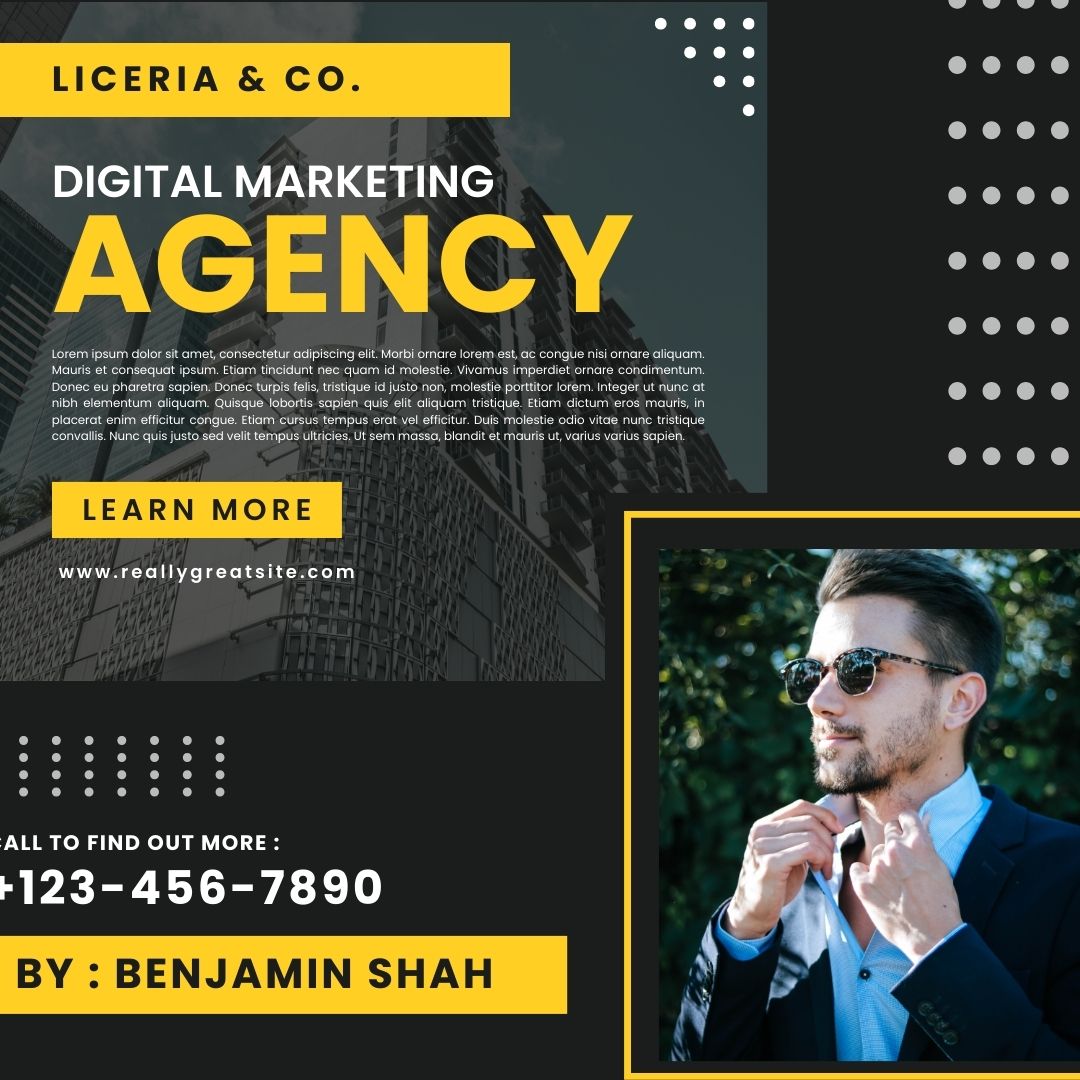 LICERIA & CO.
DIGITAL MARKETING
AGENCY
Lorem ipsum dolor sit amet, consectetur adipiscing elit. Morbi ornare lorem est, ac congue nisi ornare aliquam.
Mauris et consequat ipsum. Etiam tincidunt nec quam id molestie. Vivamus imperdiet ornare condimentum.
Donec eu pharetra sapien. Donec turpis felis, tristique id justo non, molestie porttitor lorem. Integer ut nunc at
nibh elementum aliquam. Quisque lobortis sapien quis elit aliquam tristique. Etiam dictum eros mauris, in
placerat enim efficitur congue. Etiam cursus tempus erat vel efficitur. Duis molestie odio vitae nunc tristique
convallis. Nunc quis justo sed velit tempus ultricies. Ut sem massa, blandit et mauris ut, varius varius sapien.
LEARN MORE
www.reallygreatsite.com
CALL TO FIND OUT MORE :
+123-456-7890
BY : BENJAMIN SHAH